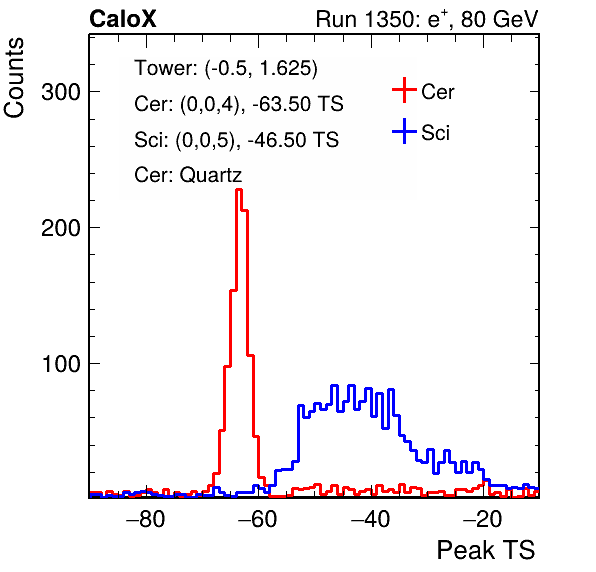 CaloX Run 1350: e⁺, 80 GeV
Counts
Tower: (-0.5, 1.625)
Cer: (0,0,4), -63.50 TS
Sci: (0,0,5), -46.50 TS
Cer: Quartz
Cer
Sci
300
200
100
−80 −60 −40 −20
Peak TS